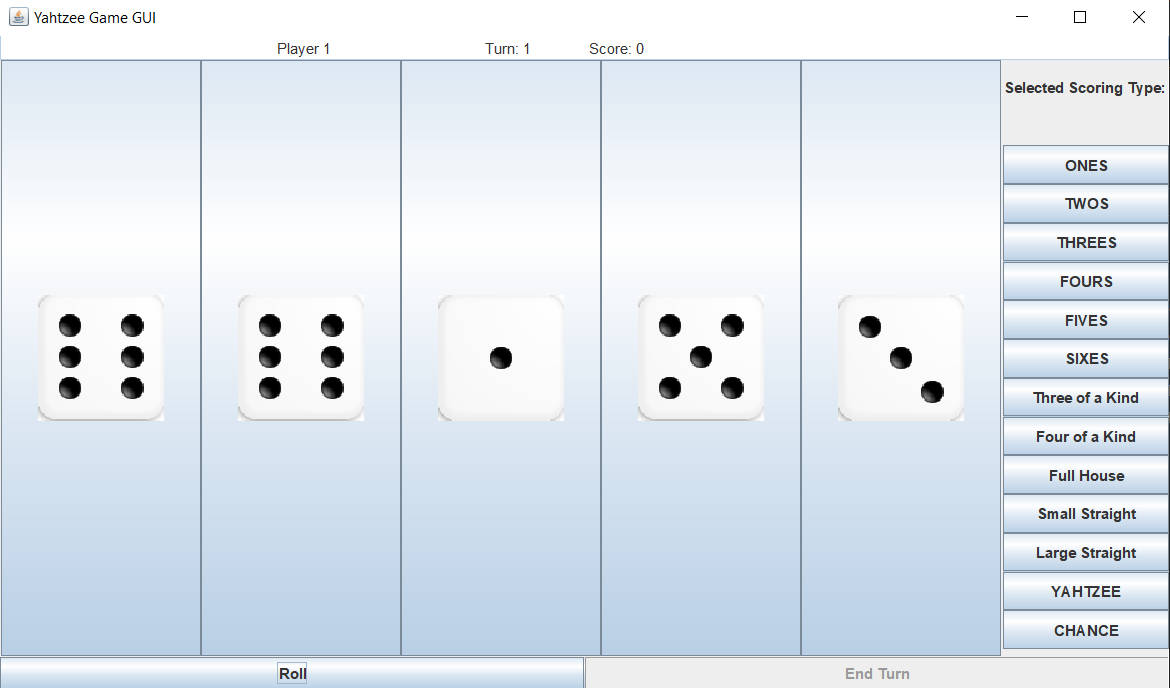 Yahtzee Game GUI
Player 1 Turn: 1 Score: 0
Selected Scoring Type:
ONES
TWOS
THREES
FOURS
FIVES
SIXES
Three of a Kind
Four of a Kind
Full House
Small Straight
Large Straight
YAHTZEE
CHANCE
Roll End Turn